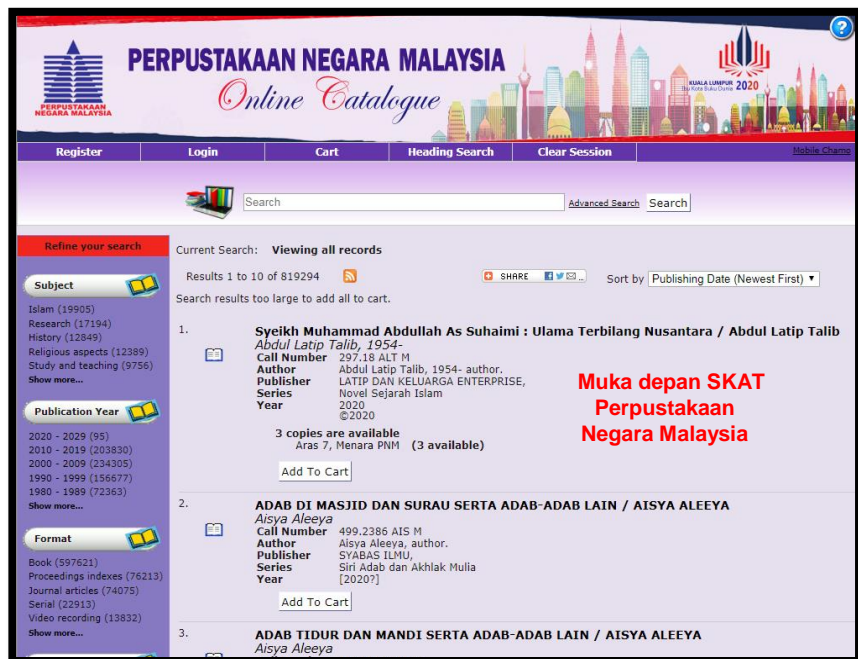 PERPUSTAKAAN NEGARA MALAYSIA
Online Catalogue
PERPUSTAKAAN
NEGARA MALAYSIA
KUALA LUMPUR
Ibu Kota Buku Dunia 2020
?
Register Login Cart Heading Search Clear Session Mobile Chamo
Search Advanced Search Search
Refine your search
Current Search: Viewing all records
Results 1 to 10 of 819294 SHARE Sort by Publishing Date (Newest First)
Search results too large to add all to cart.
Subject
Islam (19905)
Research (17194)
History (12849)
Religious aspects (12389)
Study and teaching (9756)
Show more...
Publication Year
2020 - 2029 (95)
2010 - 2019 (203830)
2000 - 2009 (234305)
1990 - 1999 (156677)
1980 - 1989 (72363)
Show more...
Format
Book (597621)
Proceedings indexes (76213)
Journal articles (74075)
Serial (22913)
Video recording (13832)
Show more...
1. Syeikh Muhammad Abdullah As Suhaimi : Ulama Terbilang Nusantara / Abdul Latip Talib
Abdul Latip Talib, 1954-
Call Number 297.18 ALT M
Author Abdul Latip Talib, 1954- author.
Publisher LATIP DAN KELUARGA ENTERPRISE,
Series Novel Sejarah Islam
Year 2020
©2020
3 copies are available
Aras 7, Menara PNM (3 available)
Add To Cart
Muka depan SKAT
Perpustakaan
Negara Malaysia
2. ADAB DI MASJID DAN SURAU SERTA ADAB-ADAB LAIN / AISYA ALEEYA
Aisya Aleeya
Call Number 499.2386 AIS M
Author Aisya Aleeya, author.
Publisher SYABAS ILMU,
Series Siri Adab dan Akhlak Mulia
Year [2020?]
Add To Cart
3. ADAB TIDUR DAN MANDI SERTA ADAB-ADAB LAIN / AISYA ALEEYA
Aisya Aleeya